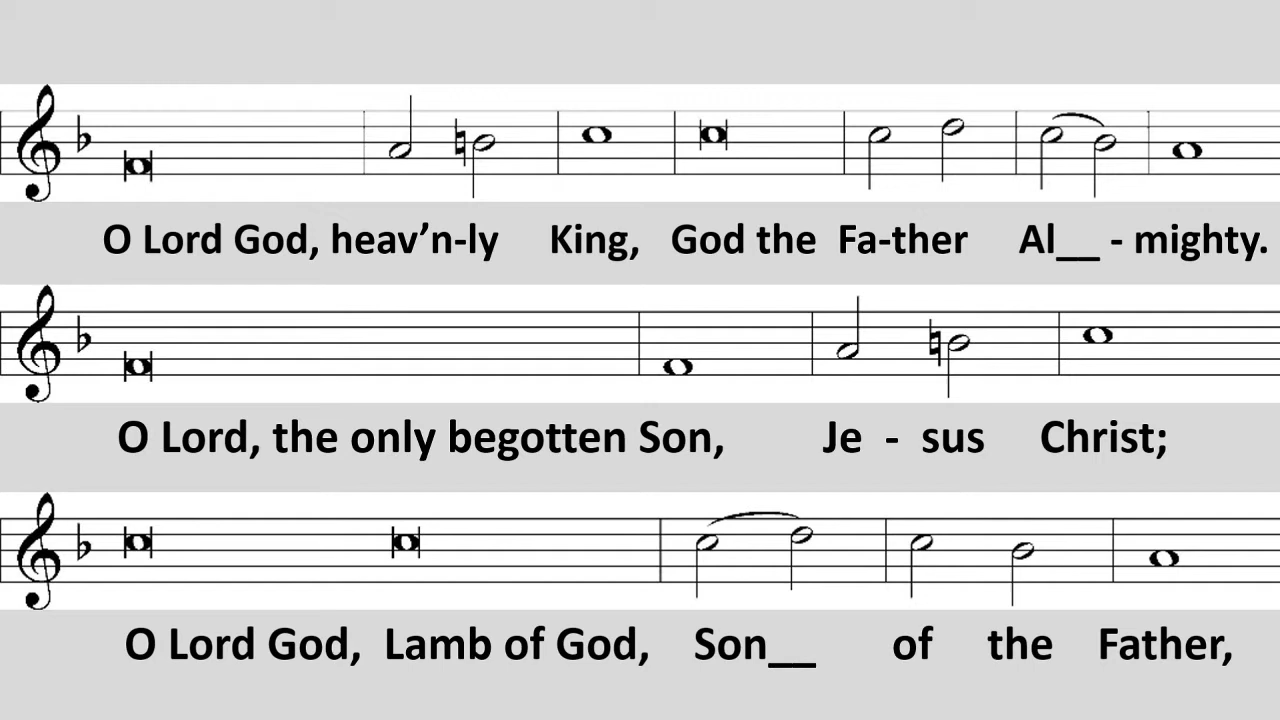 O Lord God, heav’n-ly King, God the Fa-ther Al__ - mighty.
O Lord, the only begotten Son, Je - sus Christ;
O Lord God, Lamb of God, Son__ of the Father,